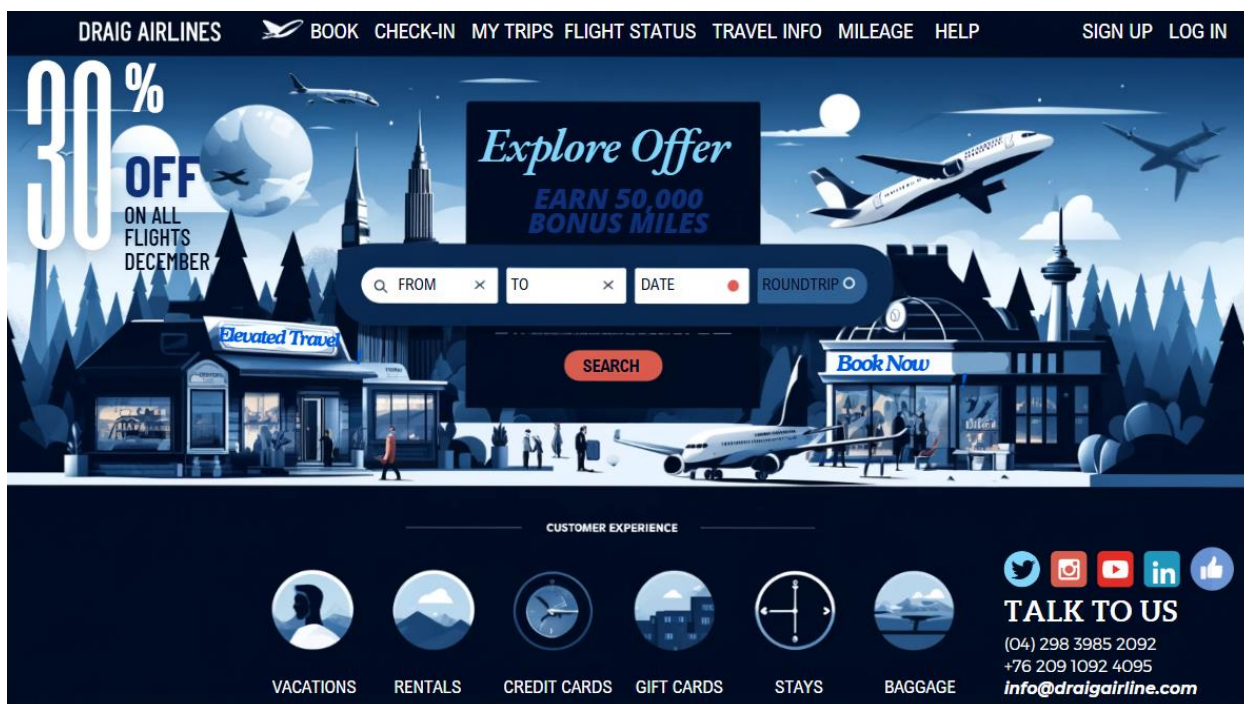 DRAIG AIRLINES BOOK CHECK-IN MY TRIPS FLIGHT STATUS TRAVEL INFO MILEAGE HELP SIGN UP LOG IN
30%
OFF
ON ALL
FLIGHTS
DECEMBER
Explore Offer
EARN 50,000
BONUS MILES
FROM TO DATE ROUNDTRIP
SEARCH
Elevated Travel
Book Now
CUSTOMER EXPERIENCE
VACATIONS RENTALS CREDIT CARDS GIFT CARDS STAYS BAGGAGE
in
TALK TO US
(04) 298 3985 2092
+76 209 1092 4095
info@draigairline.com